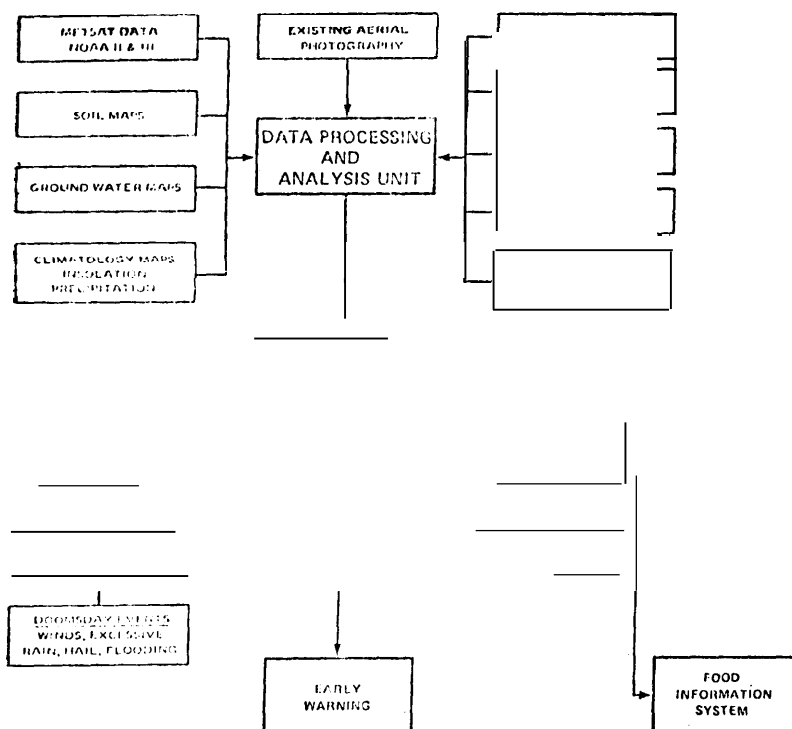 METSAT DATA
NOAA II & III
EXISTING AERIAL
PHOTOGRAPHY
SOIL MAPS
DATA PROCESSING
AND
ANALYSIS UNIT
GROUND WATER MAPS
CLIMATOLOGY MAPS
INSOLATION
PRECIPITATION
DOOMSDAY EVENTS
WINDS, EXCESSIVE
RAIN, HAIL, FLOODING
EARLY
WARNING
FOOD
INFORMATION
SYSTEM